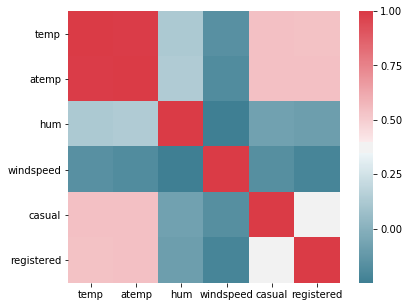 temp
atemp
hum
windspeed
casual
registered
temp atemp hum windspeed casual registered
1.00
0.75
0.50
0.25
0.00